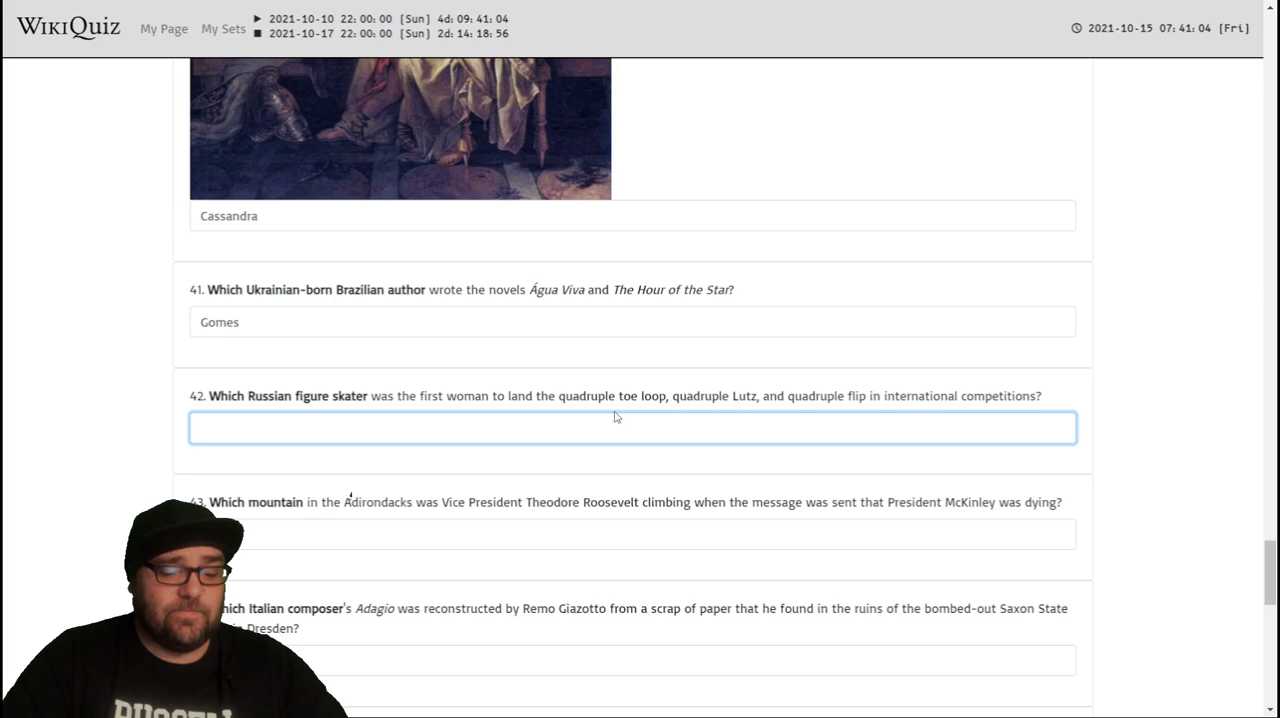 WikiQuiz
My Page
My Sets
▶ 2021-10-10 22:00:00 [Sun] 4d:09:41:04
■ 2021-10-17 22:00:00 [Sun] 2d:14:18:56
2021-10-15 07:41:04 [Fri]
Cassandra
41. Which Ukrainian-born Brazilian author wrote the novels Água Viva and The Hour of the Star?
Gomes
42. Which Russian figure skater was the first woman to land the quadruple toe loop, quadruple Lutz, and quadruple flip in international competitions?
43. Which mountain in the Adirondacks was Vice President Theodore Roosevelt climbing when the message was sent that President McKinley was dying?
Italian composer's Adagio was reconstructed by Remo Giazotto from a scrap of paper that he found in the ruins of the bombed-out Saxon State
Dresden?